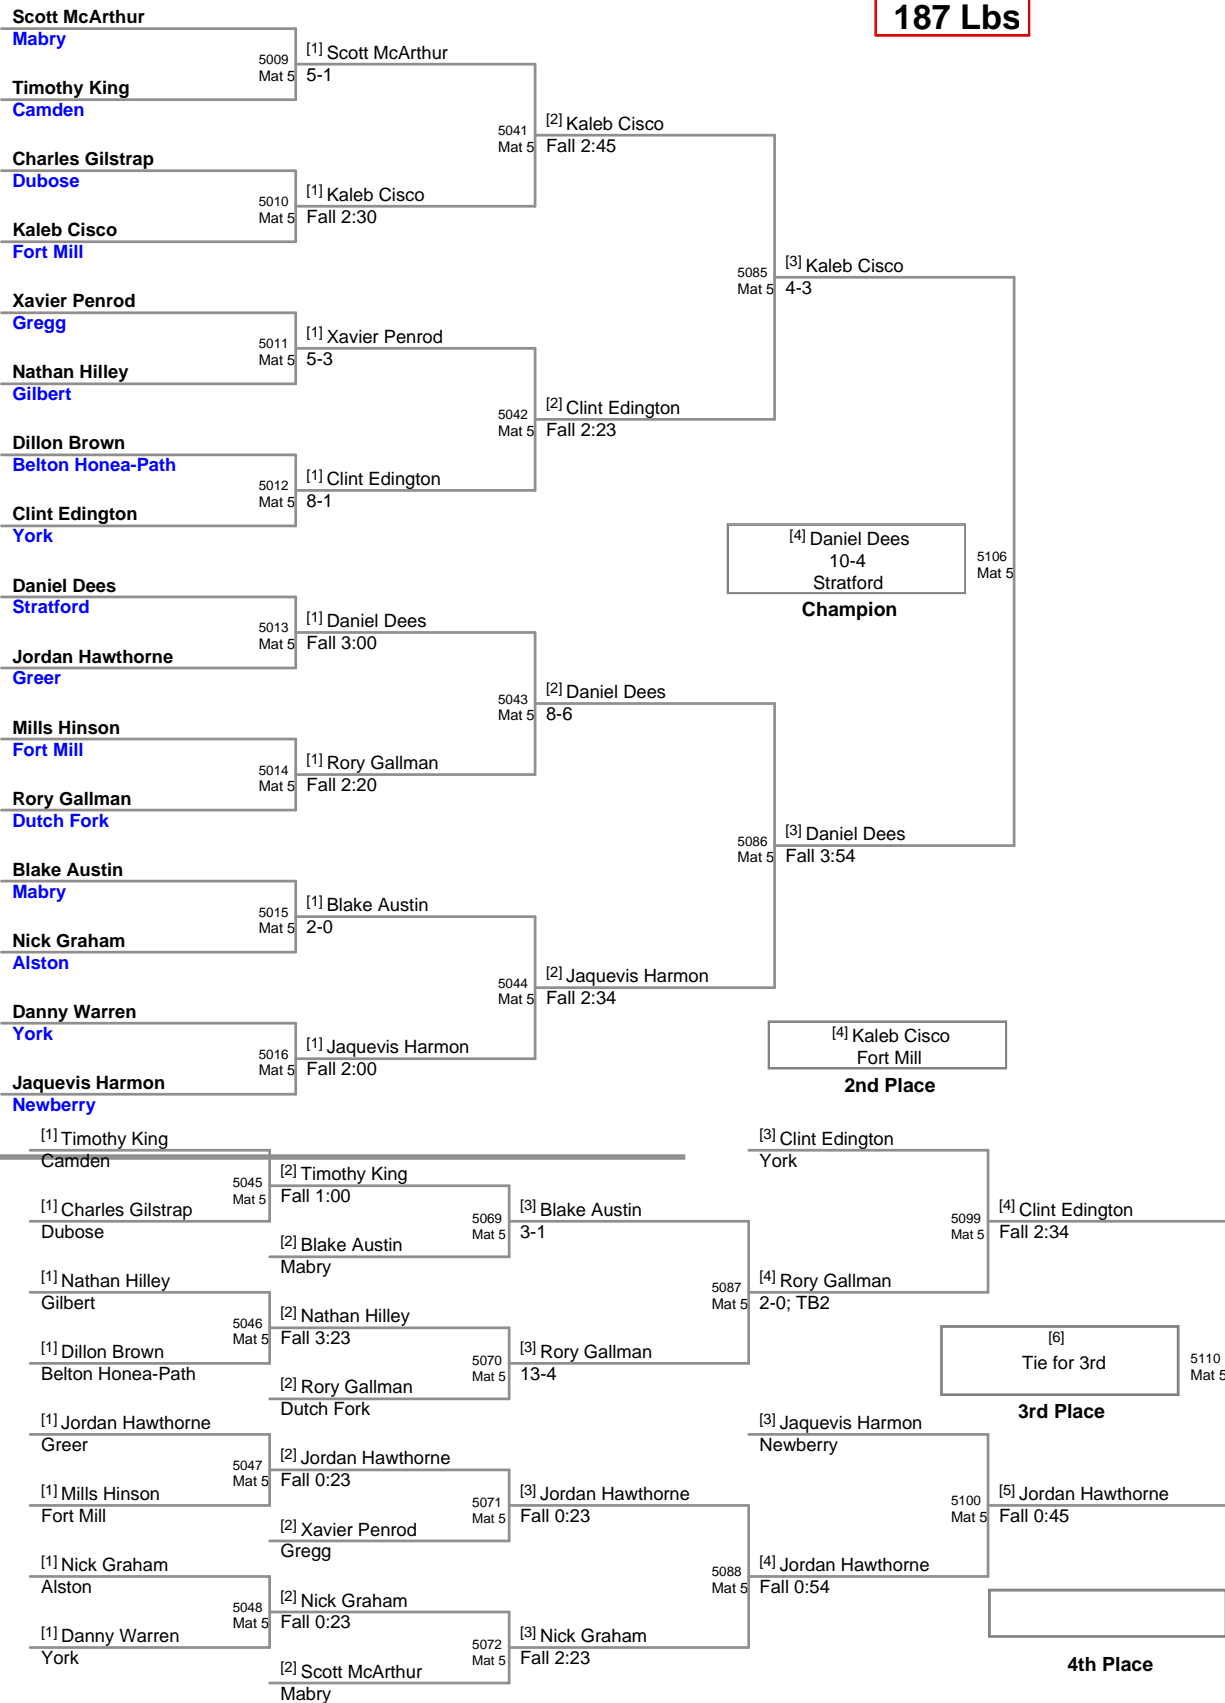 187 Lbs
Scott McArthur
Mabry
5009
Mat 5
[1] Scott McArthur
5-1
Timothy King
Camden
5041
Mat 5
[2] Kaleb Cisco
Fall 2:45
Charles Gilstrap
Dubose
5010
Mat 5
[1] Kaleb Cisco
Fall 2:30
Kaleb Cisco
Fort Mill
5085
Mat 5
[3] Kaleb Cisco
4-3
Xavier Penrod
Gregg
5011
Mat 5
[1] Xavier Penrod
5-3
Nathan Hilley
Gilbert
5042
Mat 5
[2] Clint Edington
Fall 2:23
Dillon Brown
Belton Honea-Path
5012
Mat 5
[1] Clint Edington
8-1
Clint Edington
York
[4] Daniel Dees
10-4
Stratford
Champion
5106
Mat 5
Daniel Dees
Stratford
5013
Mat 5
[1] Daniel Dees
Fall 3:00
Jordan Hawthorne
Greer
5043
Mat 5
[2] Daniel Dees
8-6
Mills Hinson
Fort Mill
5014
Mat 5
[1] Rory Gallman
Fall 2:20
Rory Gallman
Dutch Fork
5086
Mat 5
[3] Daniel Dees
Fall 3:54
Blake Austin
Mabry
5015
Mat 5
[1] Blake Austin
2-0
Nick Graham
Alston
5044
Mat 5
[2] Jaquevis Harmon
Fall 2:34
Danny Warren
York
5016
Mat 5
[1] Jaquevis Harmon
Fall 2:00
Jaquevis Harmon
Newberry
[4] Kaleb Cisco
Fort Mill
2nd Place
[1] Timothy King
Camden
5045
Mat 5
[2] Timothy King
Fall 1:00
[1] Charles Gilstrap
Dubose
5069
Mat 5
[3] Blake Austin
3-1
[2] Blake Austin
Mabry
[1] Nathan Hilley
Gilbert
5046
Mat 5
[2] Nathan Hilley
Fall 3:23
[1] Dillon Brown
Belton Honea-Path
5070
Mat 5
[3] Rory Gallman
13-4
[2] Rory Gallman
Dutch Fork
5087
Mat 5
[4] Rory Gallman
2-0; TB2
[3] Clint Edington
York
5099
Mat 5
[4] Clint Edington
Fall 2:34
[6]
Tie for 3rd
3rd Place
5110
Mat 5
[1] Jordan Hawthorne
Greer
5047
Mat 5
[2] Jordan Hawthorne
Fall 0:23
[1] Mills Hinson
Fort Mill
5071
Mat 5
[3] Jordan Hawthorne
Fall 0:23
[2] Xavier Penrod
Gregg
[1] Nick Graham
Alston
5048
Mat 5
[2] Nick Graham
Fall 0:23
[1] Danny Warren
York
5072
Mat 5
[3] Nick Graham
Fall 2:23
[2] Scott McArthur
Mabry
5088
Mat 5
[4] Jordan Hawthorne
Fall 0:54
[3] Jaquevis Harmon
Newberry
5100
Mat 5
[5] Jordan Hawthorne
Fall 0:45
4th Place